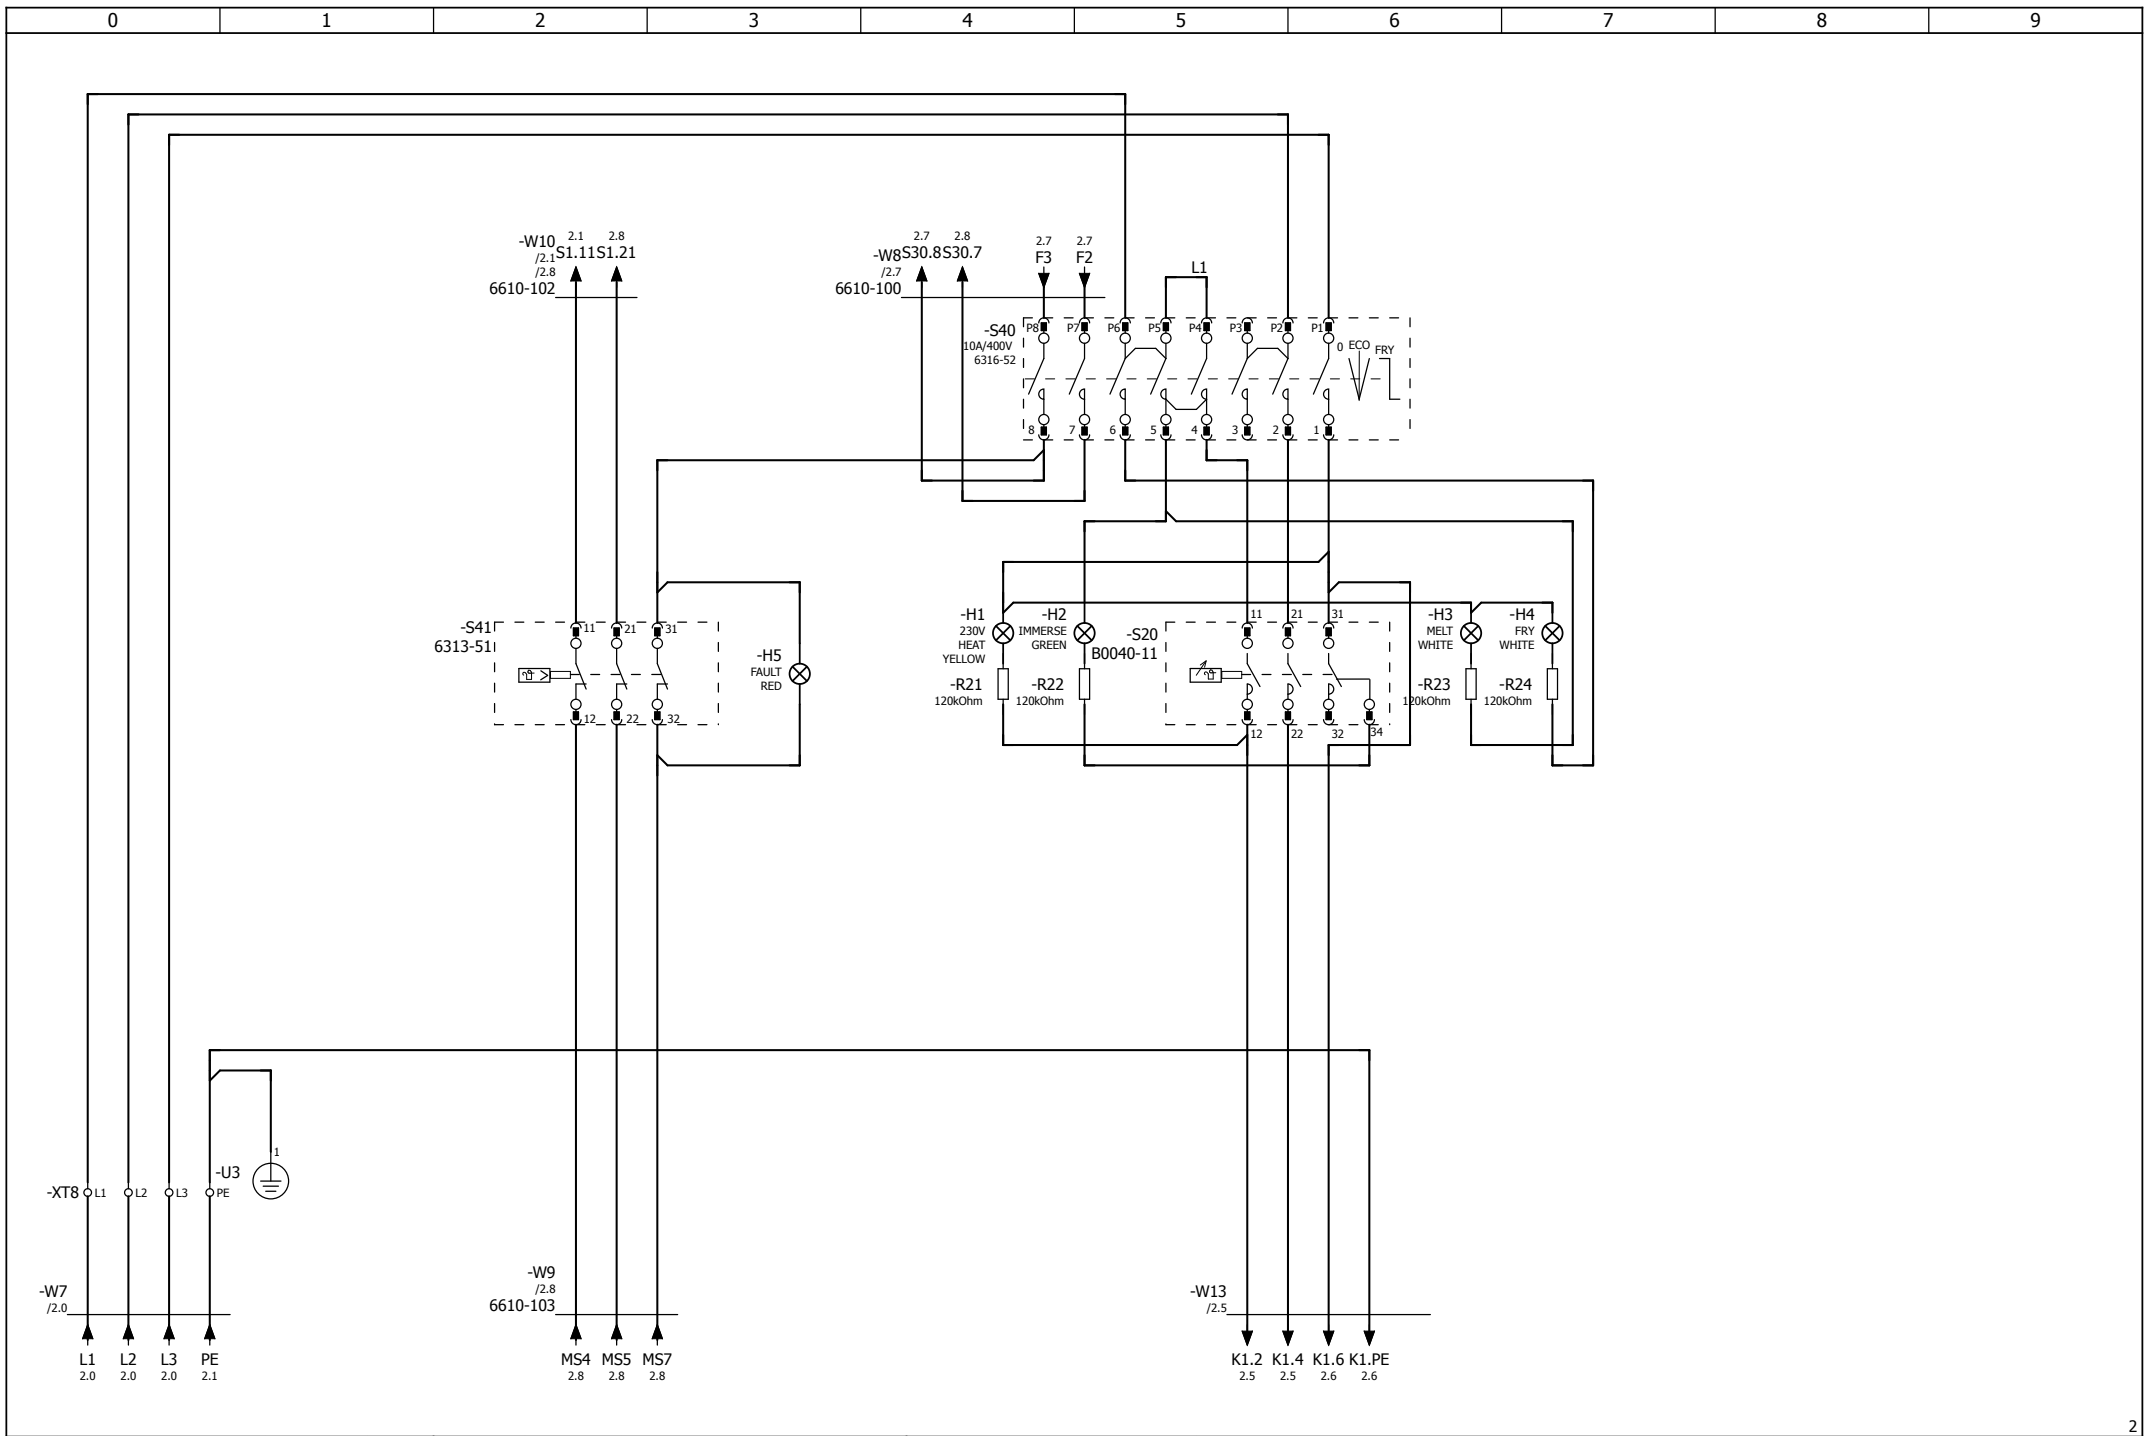 0 1 2 3 4 5 6 7 8 9
-W10
/2.1
/2.8
6610-102
2.1 2.8
S1.11 S1.21
-W8
/2.7
6610-100
2.7 2.8
S30.8 S30.7
2.7 2.7
F3 F2
L1
-S40
10A/400V
6316-52
P8 P7 P6 P5 P4 P3 P2 P1
0 ECO FRY
8 7 6 5 4 3 2 1
-S41
6313-51
11 21 31
12 22 32
-H5
FAULT
RED
-H1
230V
HEAT
YELLOW
-R21
120kOhm
-H2
IMMERSE
GREEN
-R22
120kOhm
-S20
B0040-11
11 21 31
12 22 32 34
-H3
MELT
WHITE
-R23
120kOhm
-H4
FRY
WHITE
-R24
120kOhm
-U3
1
-XT8 L1 L2 L3 PE
-W7
/2.0
L1 L2 L3 PE
2.0 2.0 2.0 2.1
-W9
/2.8
6610-103
MS4 MS5 MS7
2.8 2.8 2.8
-W13
/2.5
K1.2 K1.4 K1.6 K1.PE
2.5 2.5 2.6 2.6
2